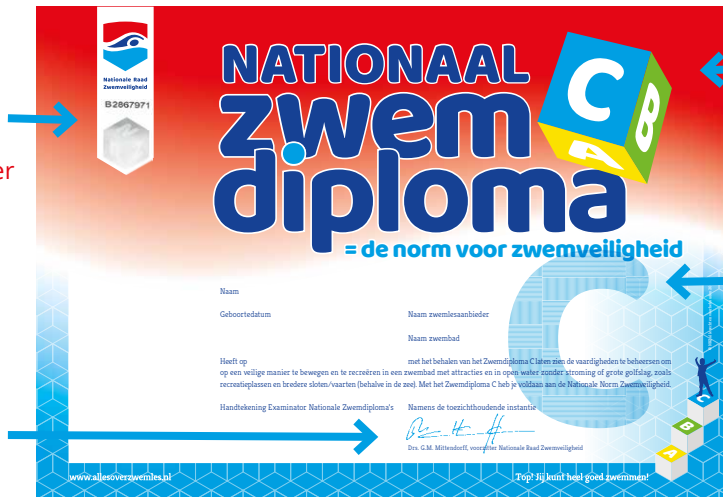 Nationale Raad
Zwemveiligheid
B2867971
er
NATIONAAL
zwem
diploma
C
B
A
= de norm voor zwemveiligheid
C
Naam
Geboortedatum
Naam zwemlesaanbieder
Naam zwembad
Heeft op met het behalen van het Zwemdiploma C laten zien de vaardigheden te beheersen om
op een veilige manier te bewegen en te recreëren in een zwembad met attracties en in open water zonder stroming of grote golfslag, zoals
recreatieplassen en bredere sloten/vaarten (behalve in de zee). Met het Zwemdiploma C heb je voldaan aan de Nationale Norm Zwemveiligheid.
Handtekening Examinator Nationale Zwemdiploma's
Namens de toezichthoudende instantie
Drs. G.M. Mittendorff, voorzitter Nationale Raad Zwemveiligheid
C
B
A
www.allesoverzwemles.nl
Top! Jij kunt heel goed zwemmen!